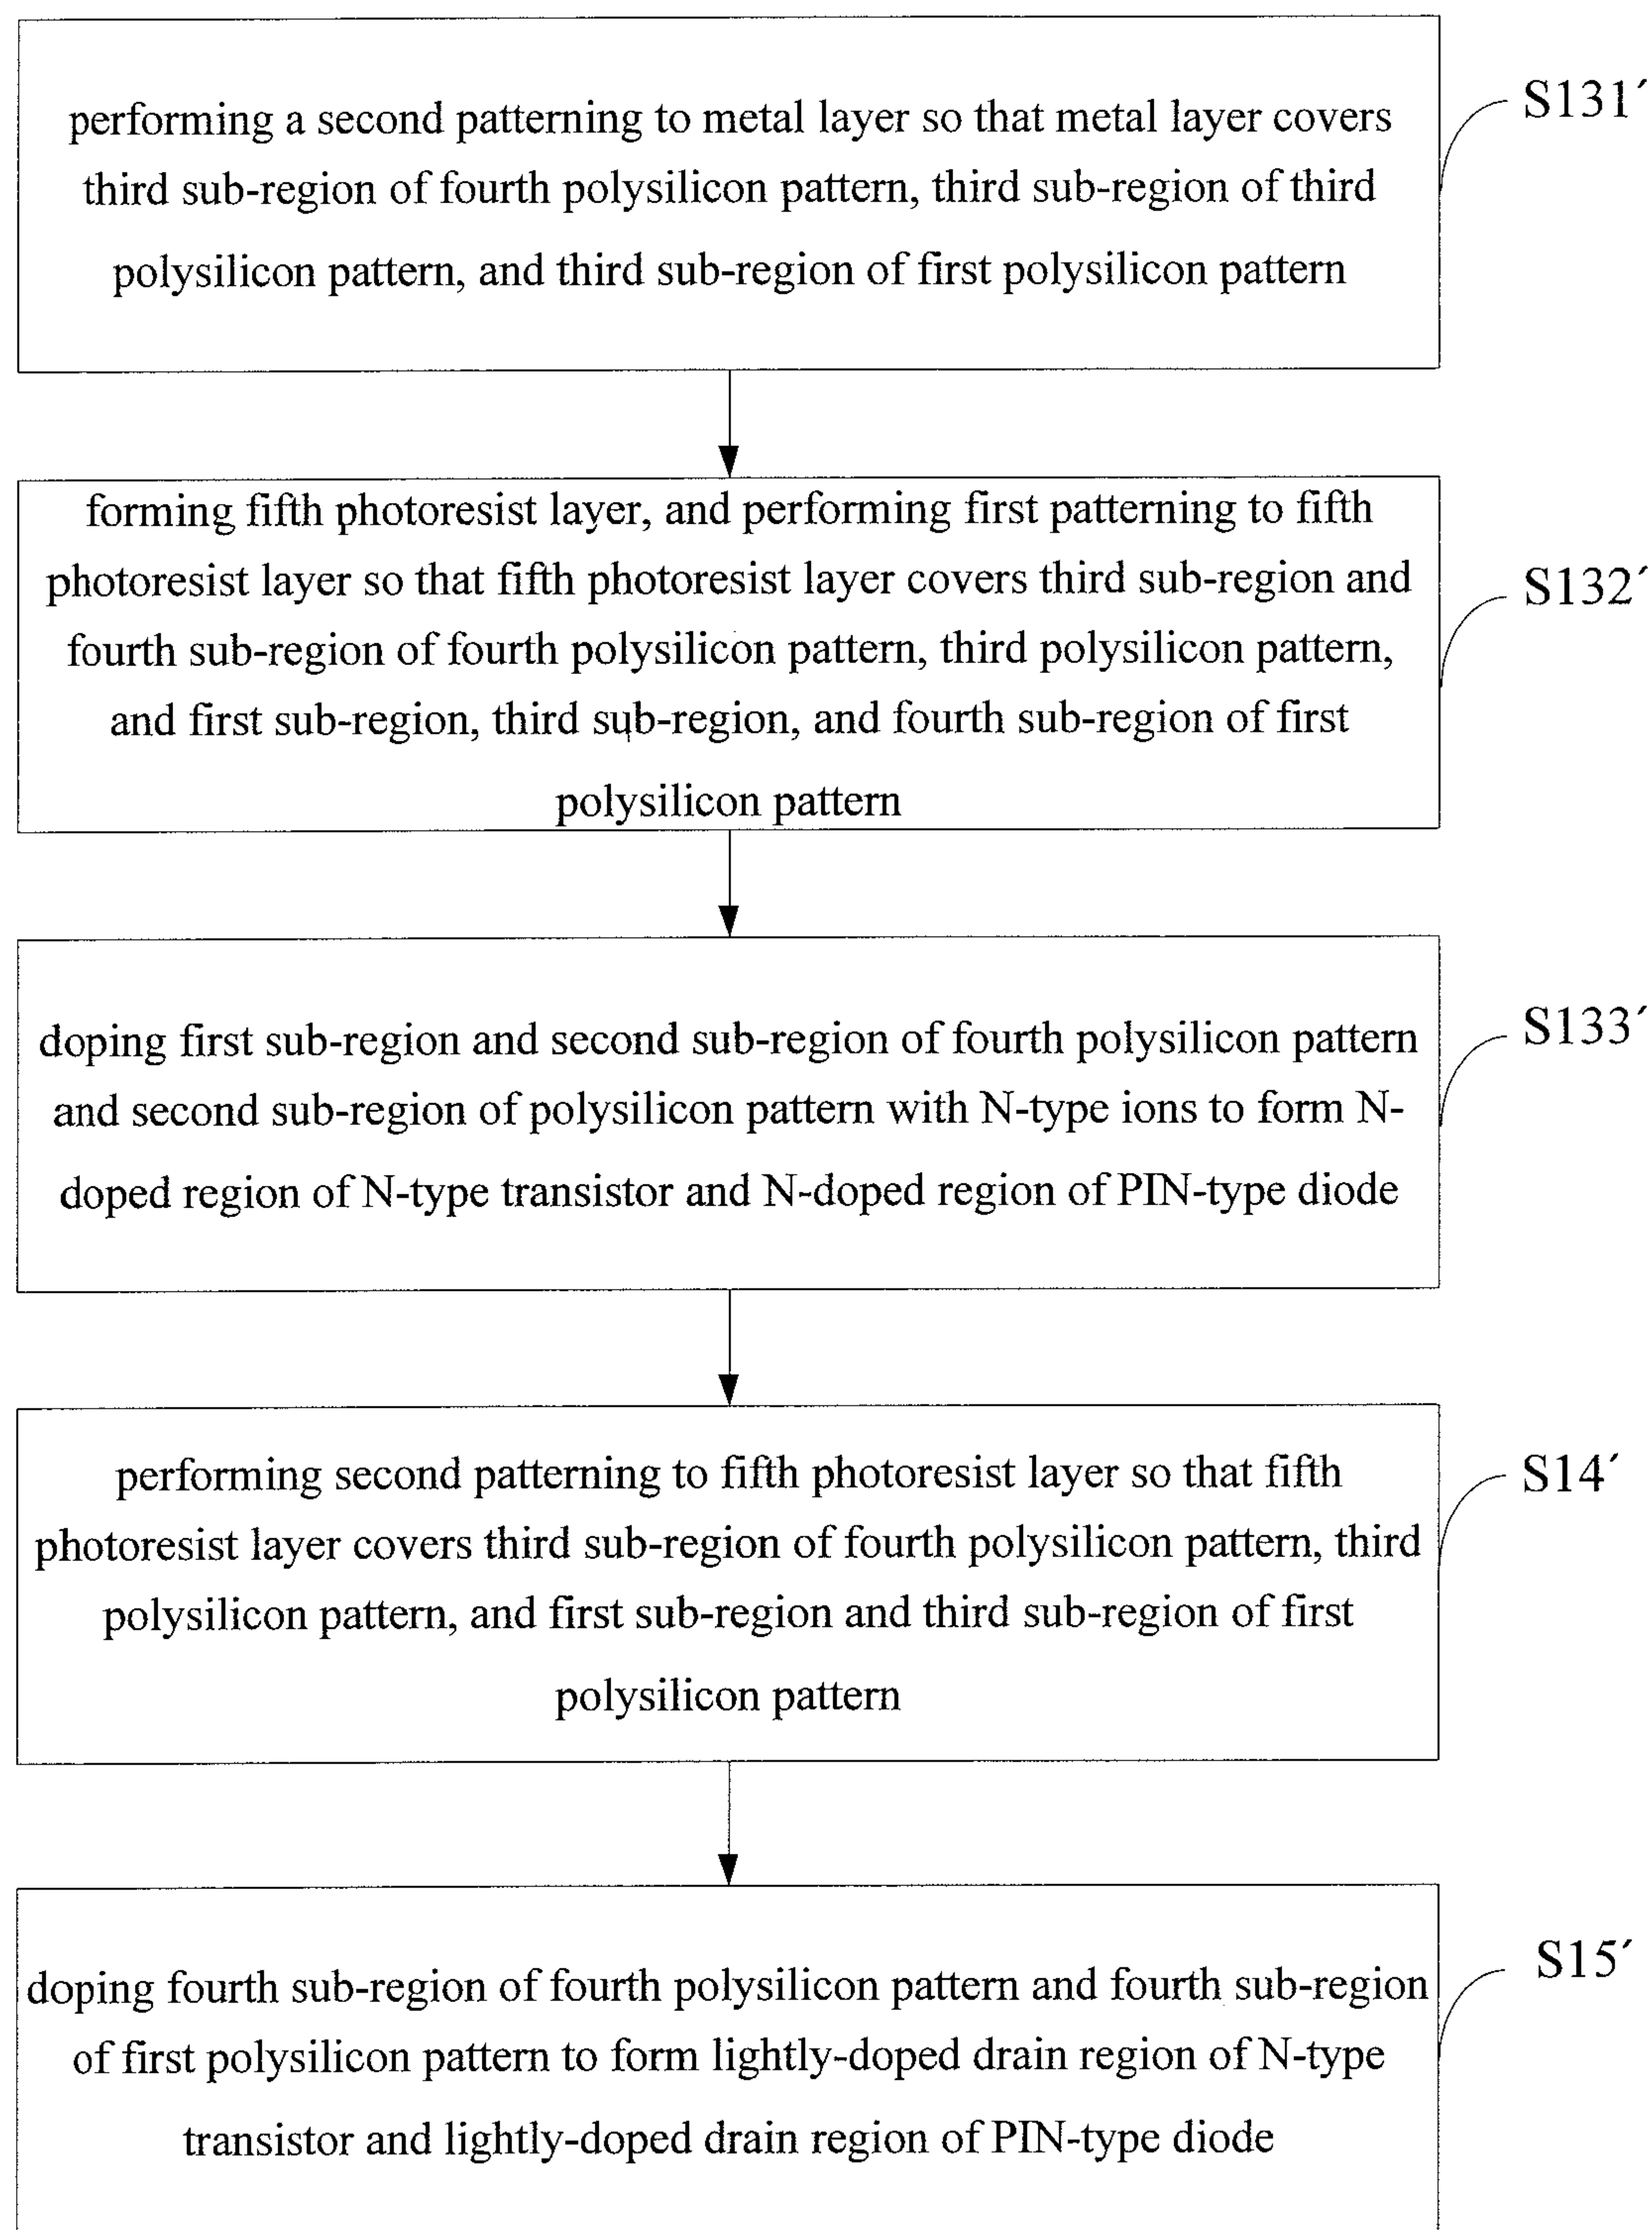 performing a second patterning to metal layer so that metal layer covers
third sub-region of fourth polysilicon pattern, third sub-region of third
polysilicon pattern, and third sub-region of first polysilicon pattern
S131´
forming fifth photoresist layer, and performing first patterning to fifth
photoresist layer so that fifth photoresist layer covers third sub-region and
fourth sub-region of fourth polysilicon pattern, third polysilicon pattern,
and first sub-region, third sub-region, and fourth sub-region of first
polysilicon pattern
S132´
doping first sub-region and second sub-region of fourth polysilicon pattern
and second sub-region of polysilicon pattern with N-type ions to form N-
doped region of N-type transistor and N-doped region of PIN-type diode
S133´
performing second patterning to fifth photoresist layer so that fifth
photoresist layer covers third sub-region of fourth polysilicon pattern, third
polysilicon pattern, and first sub-region and third sub-region of first
polysilicon pattern
S14´
doping fourth sub-region of fourth polysilicon pattern and fourth sub-region
of first polysilicon pattern to form lightly-doped drain region of N-type
transistor and lightly-doped drain region of PIN-type diode
S15´